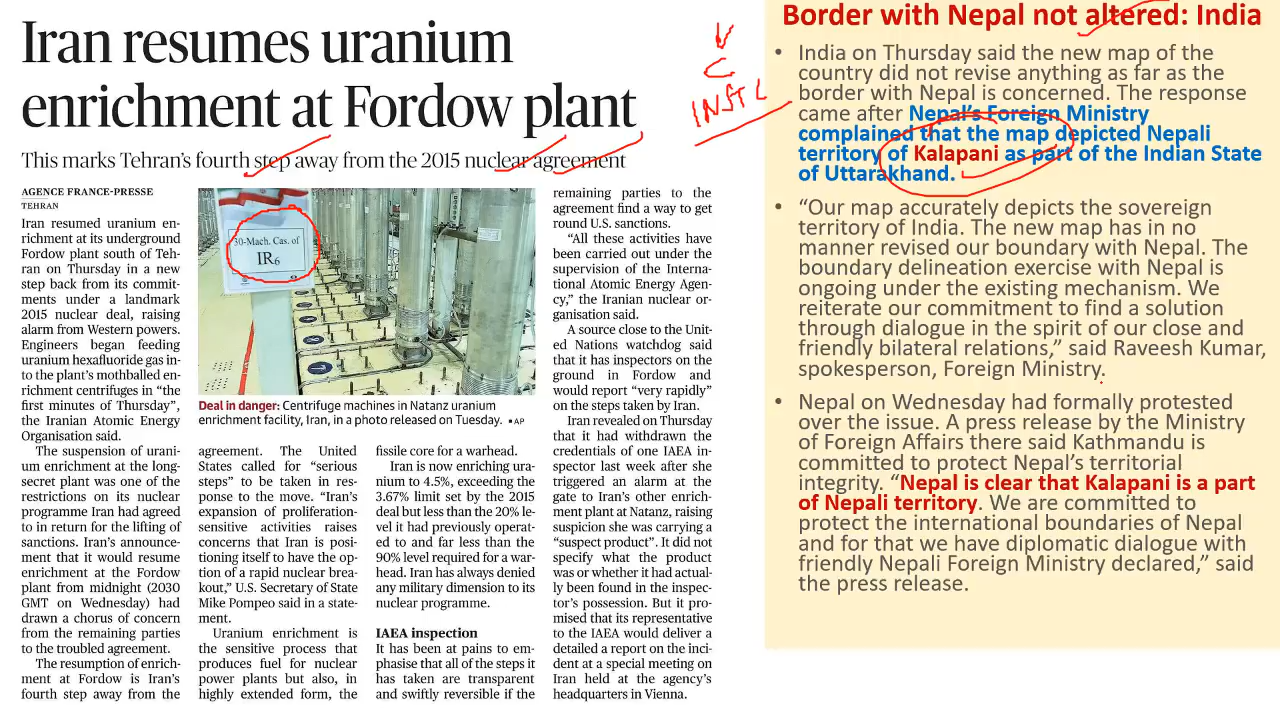 Iran resumes uranium
enrichment at Fordow plant
This marks Tehran's fourth step away from the 2015 nuclear agreement
AGENCE FRANCE-PRESSE
TEHRAN
Iran resumed uranium en-
richment at its underground
Fordow plant south of Teh-
ran on Thursday in a new
step back from its commit-
ments under a landmark
2015 nuclear deal, raising
alarm from Western powers.
Engineers began feeding
uranium hexafluoride gas in-
to the plant's mothballed en-
richment centrifuges in "the
first minutes of Thursday",
the Iranian Atomic Energy
Organisation said.
The suspension of urani-
um enrichment at the long-
secret plant was one of the
restrictions on its nuclear
programme Iran had agreed
to in return for the lifting of
sanctions. Iran's announce-
ment that it would resume
enrichment at the Fordow
plant from midnight (2030
GMT on Wednesday) had
drawn a chorus of concern
from the remaining parties
to the troubled agreement.
The resumption of enrich-
ment at Fordow is Iran's
fourth step away from the
30-Mach. Cas. of
IR6
Deal in danger: Centrifuge machines in Natanz uranium
enrichment facility, Iran, in a photo released on Tuesday. ▪AP
agreement. The United
States called for "serious
steps" to be taken in re-
sponse to the move. "Iran's
expansion of proliferation-
sensitive activities raises
concerns that Iran is posi-
tioning itself to have the op-
tion of a rapid nuclear brea-
kout," U.S. Secretary of State
Mike Pompeo said in a state-
ment.
Uranium enrichment is
the sensitive process that
produces fuel for nuclear
power plants but also, in
highly extended form, the
fissile core for a warhead.
Iran is now enriching ura-
nium to 4.5%, exceeding the
3.67% limit set by the 2015
deal but less than the 20% le-
vel it had previously operat-
ed to and far less than the
90% level required for a war-
head. Iran has always denied
any military dimension to its
nuclear programme.
IAEA inspection
It has been at pains to em-
phasise that all of the steps it
has taken are transparent
and swiftly reversible if the
remaining parties to the
agreement find a way to get
round U.S. sanctions.
"All these activities have
been carried out under the
supervision of the Interna-
tional Atomic Energy Agen-
cy," the Iranian nuclear or-
ganisation said.
A source close to the Unit-
ed Nations watchdog said
that it has inspectors on the
ground in Fordow and
would report "very rapidly"
on the steps taken by Iran.
Iran revealed on Thursday
that it had withdrawn the
credentials of one IAEA in-
spector last week after she
triggered an alarm at the
gate to Iran's other enrich-
ment plant at Natanz, raising
suspicion she was carrying a
"suspect product". It did not
specify what the product
was or whether it had actual-
ly been found in the inspec-
tor's possession. But it pro-
mised that its representative
to the IAEA would deliver a
detailed report on the inci-
dent at a special meeting on
Iran held at the agency's
headquarters in Vienna.
Border with Nepal not altered: India
• India on Thursday said the new map of the
country did not revise anything as far as the
border with Nepal is concerned. The response
came after Nepal's Foreign Ministry
complained that the map depicted Nepali
territory of Kalapani as part of the Indian State
of Uttarakhand.
• "Our map accurately depicts the sovereign
territory of India. The new map has in no
manner revised our boundary with Nepal. The
boundary delineation exercise with Nepal is
ongoing under the existing mechanism. We
reiterate our commitment to find a solution
through dialogue in the spirit of our close and
friendly bilateral relations," said Raveesh Kumar,
spokesperson, Foreign Ministry.
• Nepal on Wednesday had formally protested
over the issue. A press release by the Ministry
of Foreign Affairs there said Kathmandu is
committed to protect Nepal's territorial
integrity. "Nepal is clear that Kalapani is a part
of Nepali territory. We are committed to
protect the international boundaries of Nepal
and for that we have diplomatic dialogue with
friendly Nepali Foreign Ministry declared," said
the press release.